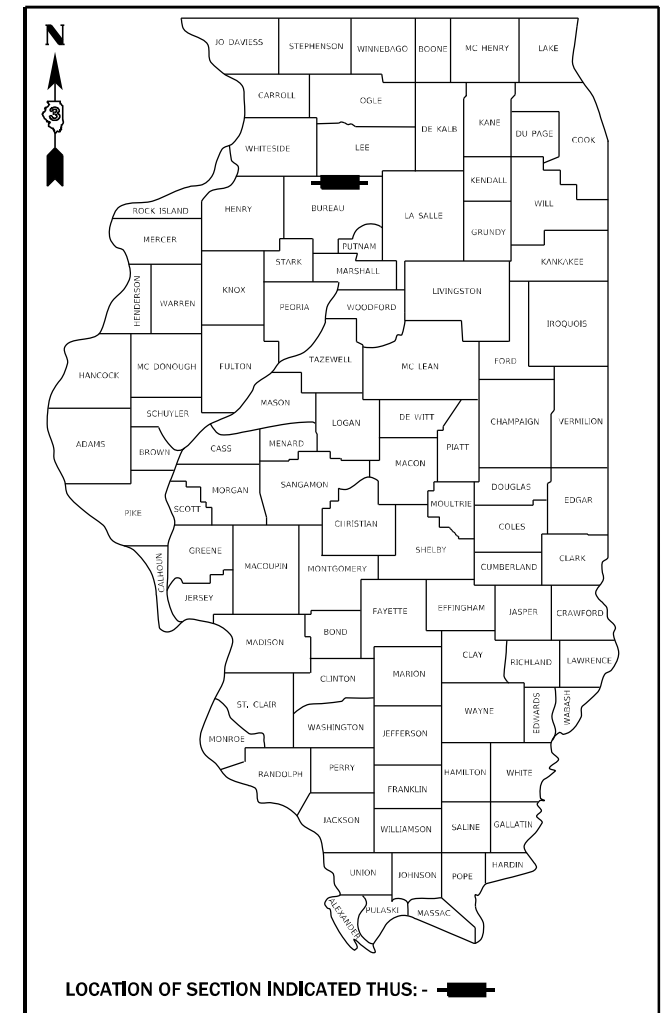 N
3
JO DAVIESS
STEPHENSON
WINNEBAGO
BOONE
MC HENRY
LAKE
CARROLL
OGLE
DE KALB
KANE
DU PAGE
COOK
WHITESIDE
LEE
KENDALL
WILL
ROCK ISLAND
HENRY
BUREAU
LA SALLE
GRUNDY
MERCER
PUTNAM
KANKAKEE
STARK
MARSHALL
HENDERSON
WARREN
KNOX
PEORIA
WOODFORD
LIVINGSTON
IROQUOIS
HANCOCK
MC DONOUGH
FULTON
TAZEWELL
MC LEAN
FORD
SCHUYLER
MASON
LOGAN
DE WITT
CHAMPAIGN
VERMILION
ADAMS
BROWN
CASS
MENARD
PIATT
MACON
PIKE
SCOTT
MORGAN
SANGAMON
MOULTRIE
DOUGLAS
EDGAR
CHRISTIAN
COLES
CALHOUN
GREENE
MACOUPIN
MONTGOMERY
SHELBY
CUMBERLAND
CLARK
JERSEY
FAYETTE
EFFINGHAM
JASPER
CRAWFORD
MADISON
BOND
CLAY
RICHLAND
LAWRENCE
CLINTON
MARION
ST. CLAIR
WAYNE
EDWARDS
WABASH
MONROE
WASHINGTON
JEFFERSON
RANDOLPH
PERRY
HAMILTON
WHITE
FRANKLIN
JACKSON
WILLIAMSON
SALINE
GALLATIN
UNION
JOHNSON
POPE
HARDIN
ALEXANDER
PULASKI
MASSAC
LOCATION OF SECTION INDICATED THUS: -